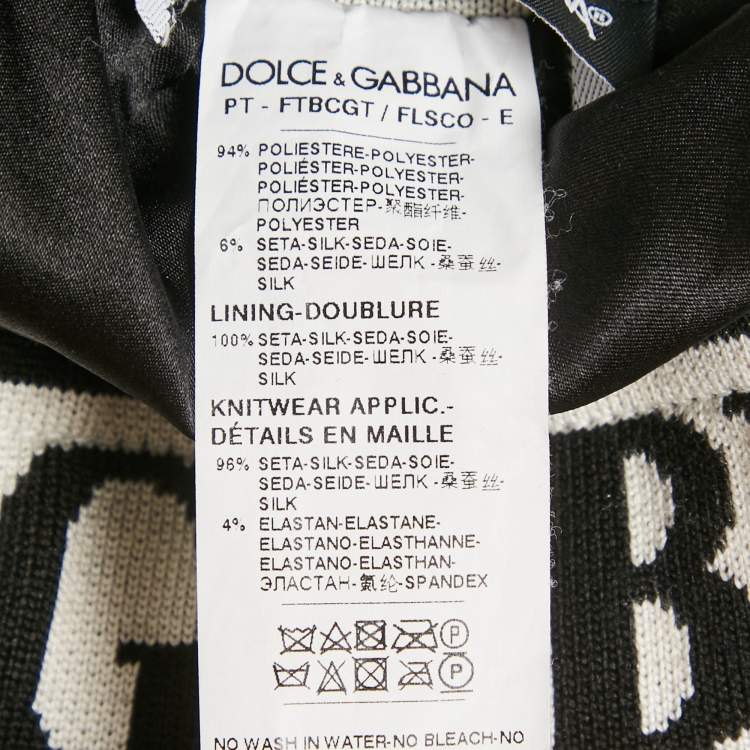 DOLCE & GABBANA
PT - FTBCGT / FLSCO - E
94% POLIESTERE-POLYESTER-
POLIÉSTER-POLYESTER-
POLIÉSTER-POLYESTER-
ПОЛИЭСТЕР-聚酯纤维-
POLYESTER
6% SETA-SILK-SEDA-SOIE-
SEDA-SEIDE-ШЕЛК -桑蚕丝-
SILK
LINING-DOUBLURE
100% SETA-SILK-SEDA-SOIE-
SEDA-SEIDE-ШЕЛК -桑蚕丝-
SILK
KNITWEAR APPLIC.-
DÉTAILS EN MAILLE
96% SETA-SILK-SEDA-SOIE-
SEDA-SEIDE-ШЕЛК -桑蚕丝-
SILK
4% ELASTAN-ELASTANE-
ELASTANO-ELASTHANNE-
ELASTANO-ELASTHAN-
ЭЛАСТАН-氨纶-SPANDEX
P
P
NO WASH IN WATER-NO BLEACH-NO